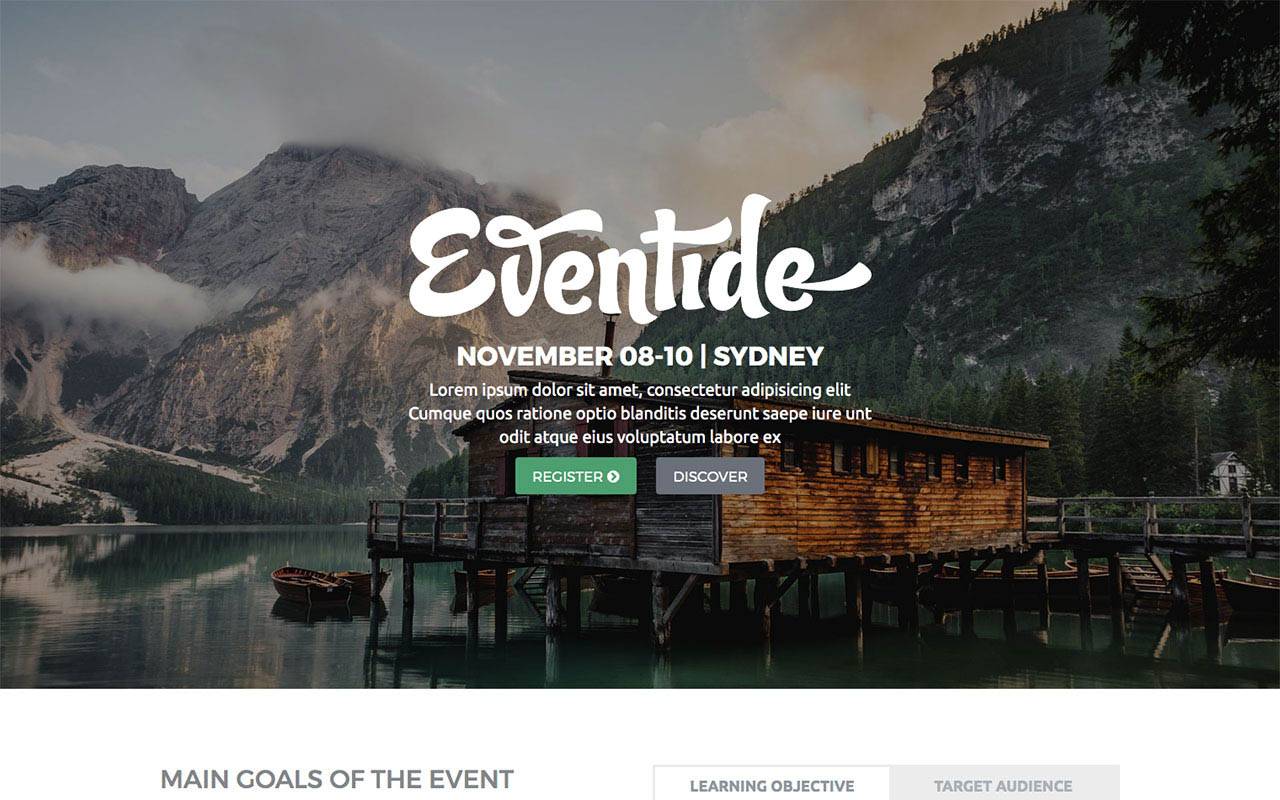 Eventide
NOVEMBER 08-10 | SYDNEY
Lorem ipsum dolor sit amet, consectetur adipisicing elit
Cumque quos ratione optio blanditis deserunt saepe iure unt
odit atque eius voluptatum labore ex
REGISTER
DISCOVER
MAIN GOALS OF THE EVENT
LEARNING OBJECTIVE
TARGET AUDIENCE